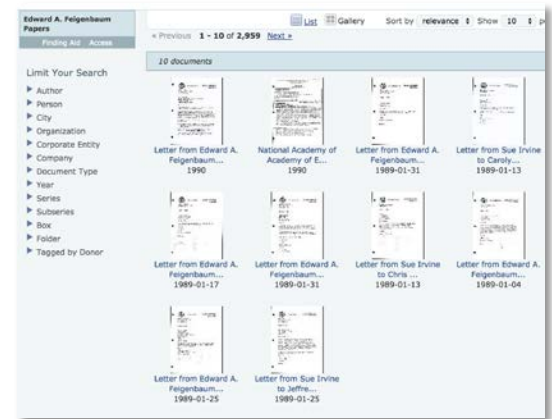 Edward A. Feigenbaum
Papers
Finding Aid Access
List Gallery Sort by relevance Show 10
« Previous 1 - 10 of 2,959 Next »
10 documents
Limit Your Search
Author
Person
City
Organization
Corporate Entity
Company
Document Type
Year
Series
Subseries
Box
Folder
Tagged by Donor
Letter from Edward A.
Feigenbaum...
1990
National Academy of
Academy of E...
1990
Letter from Edward A.
Feigenbaum...
1989-01-31
Letter from Sue Irvine
to Caroly...
1989-01-13
Letter from Edward A.
Feigenbaum...
1989-01-17
Letter from Edward A.
Feigenbaum...
1989-01-31
Letter from Sue Irvine
to Chris ...
1989-01-13
Letter from Edward A.
Feigenbaum...
1989-01-04
Letter from Edward A.
Feigenbaum...
1989-01-25
Letter from Sue Irvine
to Jeffre...
1989-01-25